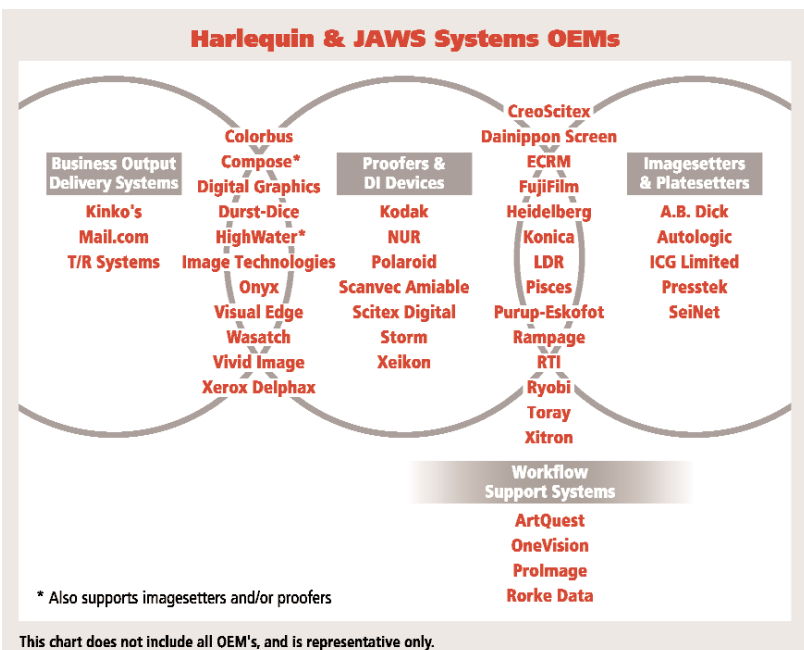 Harlequin & JAWS Systems OEMs
Business Output
Delivery Systems
Kinko's
Mail.com
T/R Systems
Colorbus
Compose*
Digital Graphics
Durst-Dice
HighWater*
Image Technologies
Onyx
Visual Edge
Wasatch
Vivid Image
Xerox Delphax
Proofers &
DI Devices
Kodak
NUR
Polaroid
Scanvec Amiable
Scitex Digital
Storm
Xeikon
CreoScitex
Dainippon Screen
ECRM
FujiFilm
Heidelberg
Konica
LDR
Pisces
Purup-Eskofot
Rampage
RTI
Ryobi
Toray
Xitron
Imagesetters
& Platesetters
A.B. Dick
Autologic
ICG Limited
Presstek
SeiNet
Workflow
Support Systems
ArtQuest
OneVision
ProImage
Rorke Data
* Also supports imagesetters and/or proofers
This chart does not include all OEM's, and is representative only.